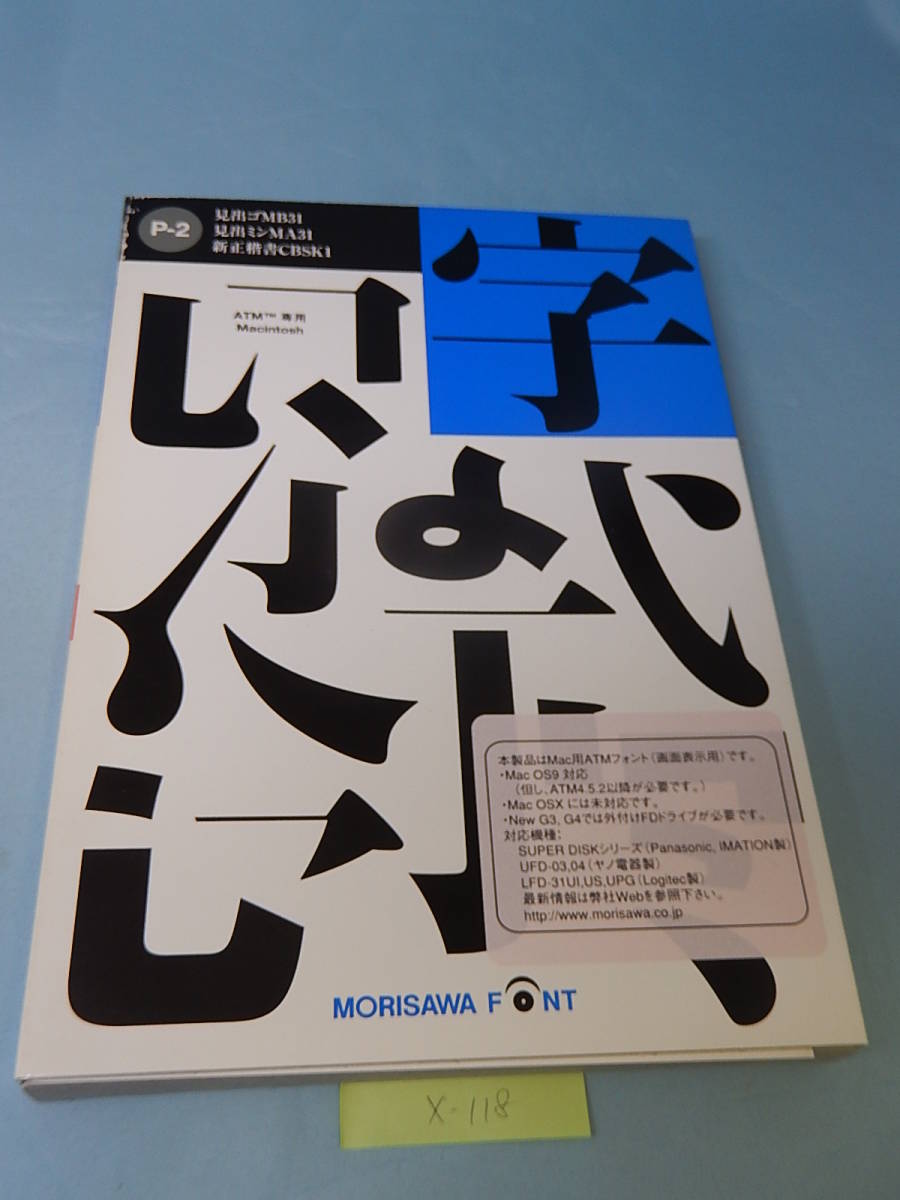 P-2
見出ゴMB31
見出ミンMA31
新正楷書CBSK1
字
ATM™ 専用
Macintosh
本製品はMac用ATMフォント(画面表示用)です。
・Mac OS9 対応
(但し、ATM4.5.2以降が必要です。)
・Mac OSX には未対応です。
・New G3, G4では外付けFDドライブが必要です。
対応機種:
SUPER DISKシリーズ(Panasonic, IMATION製)
UFD-03,04(ヤノ電器製)
LFD-31UI,US,UPG(Logitec製)
最新情報は弊社Webを参照下さい。
http://www.morisawa.co.jp
MORISAWA FONT
X-118